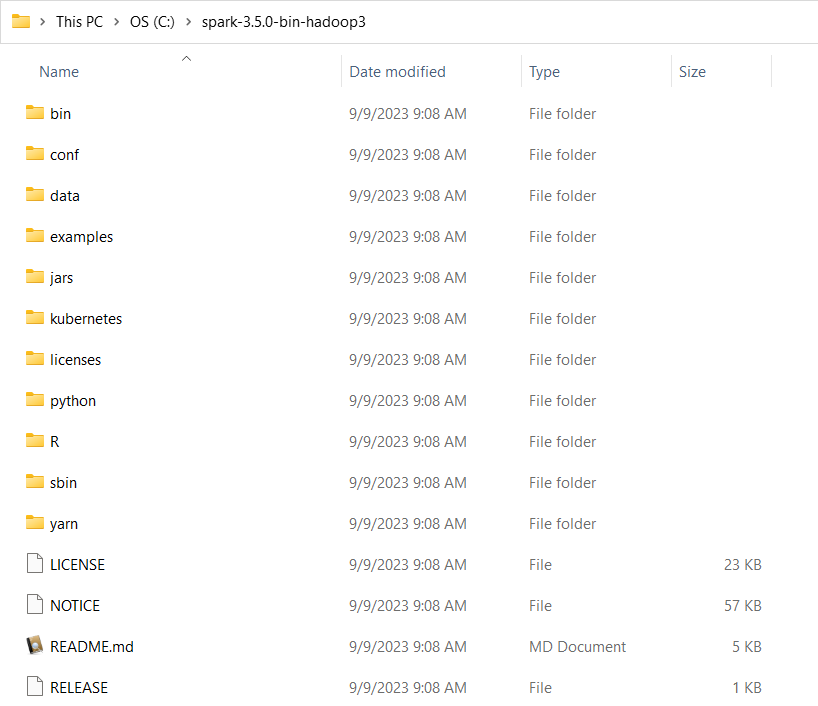 This PC > OS (C:) > spark-3.5.0-bin-hadoop3
Name Date modified Type Size
bin 9/9/2023 9:08 AM File folder
conf 9/9/2023 9:08 AM File folder
data 9/9/2023 9:08 AM File folder
examples 9/9/2023 9:08 AM File folder
jars 9/9/2023 9:08 AM File folder
kubernetes 9/9/2023 9:08 AM File folder
licenses 9/9/2023 9:08 AM File folder
python 9/9/2023 9:08 AM File folder
R 9/9/2023 9:08 AM File folder
sbin 9/9/2023 9:08 AM File folder
yarn 9/9/2023 9:08 AM File folder
LICENSE 9/9/2023 9:08 AM File 23 KB
NOTICE 9/9/2023 9:08 AM File 57 KB
README.md 9/9/2023 9:08 AM MD Document 5 KB
RELEASE 9/9/2023 9:08 AM File 1 KB